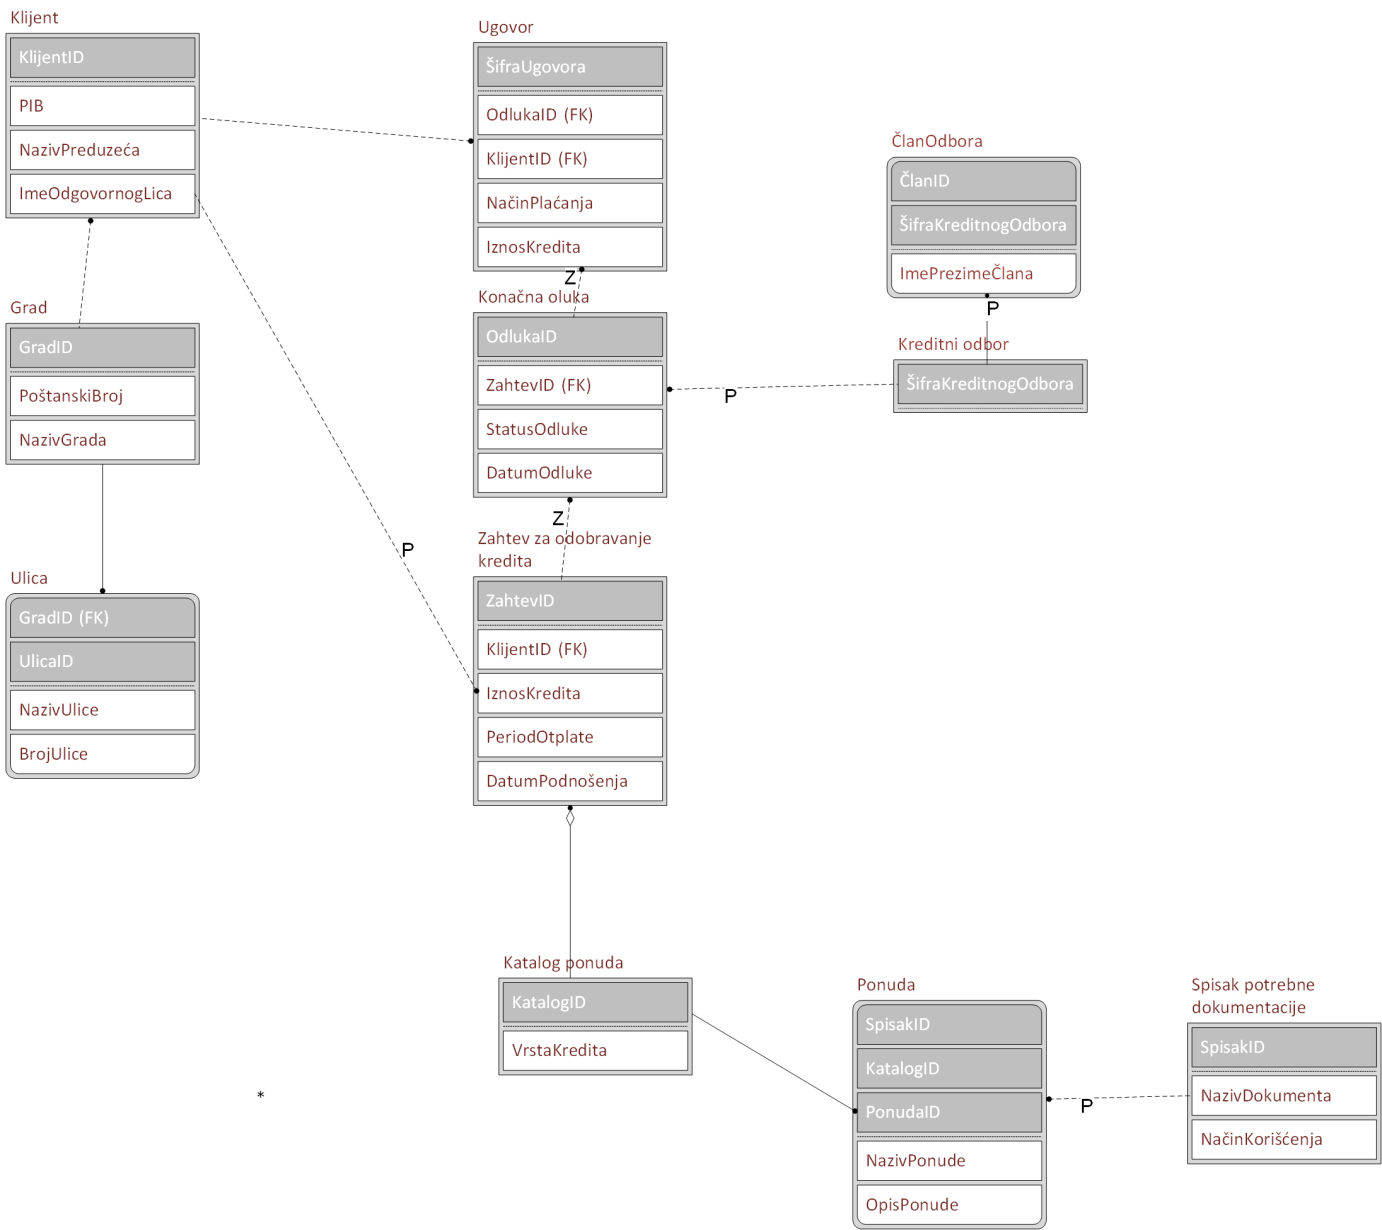 Klijent
KlijentID
PIB
NazivPreduzeća
ImeOdgovornogLica
Grad
GradID
PoštanskiBroj
NazivGrada
Ulica
GradID (FK)
UlicaID
NazivUlice
BrojUlice
Ugovor
ŠifraUgovora
OdlukaID (FK)
KlijentID (FK)
NačinPlaćanja
IznosKredita
Z
Konačna oluka
OdlukaID
ZahtevID (FK)
StatusOdluke
DatumOdluke
Z
Zahtev za odobravanje
kredita
ZahtevID
KlijentID (FK)
IznosKredita
PeriodOtplate
DatumPodnošenja
P
ČlanOdbora
ČlanID
ŠifraKreditnogOdbora
ImePrezimeČlana
P
Kreditni odbor
ŠifraKreditnogOdbora
P
Katalog ponuda
KatalogID
VrstaKredita
Ponuda
SpisakID
KatalogID
PonudaID
NazivPonude
OpisPonude
P
Spisak potrebne
dokumentacije
SpisakID
NazivDokumenta
NačinKorišćenja
*